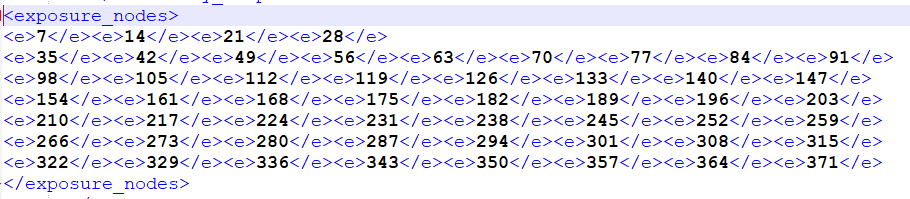 <exposure_nodes>
<e>7</e><e>14</e><e>21</e><e>28</e>
<e>35</e><e>42</e><e>49</e><e>56</e><e>63</e><e>70</e><e>77</e><e>84</e><e>91</e>
<e>98</e><e>105</e><e>112</e><e>119</e><e>126</e><e>133</e><e>140</e><e>147</e>
<e>154</e><e>161</e><e>168</e><e>175</e><e>182</e><e>189</e><e>196</e><e>203</e>
<e>210</e><e>217</e><e>224</e><e>231</e><e>238</e><e>245</e><e>252</e><e>259</e>
<e>266</e><e>273</e><e>280</e><e>287</e><e>294</e><e>301</e><e>308</e><e>315</e>
<e>322</e><e>329</e><e>336</e><e>343</e><e>350</e><e>357</e><e>364</e><e>371</e>
</exposure_nodes>